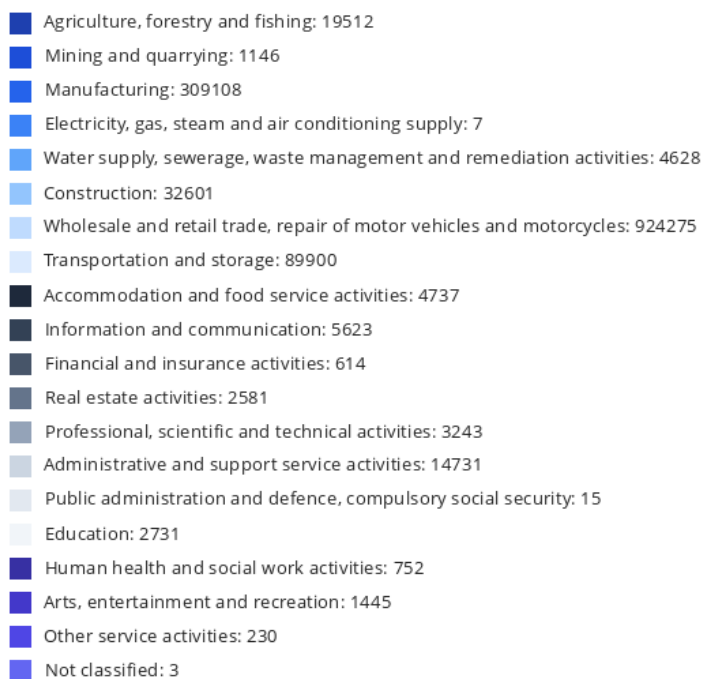 Agriculture, forestry and fishing: 19512
Mining and quarrying: 1146
Manufacturing: 309108
Electricity, gas, steam and air conditioning supply: 7
Water supply, sewerage, waste management and remediation activities: 4628
Construction: 32601
Wholesale and retail trade, repair of motor vehicles and motorcycles: 924275
Transportation and storage: 89900
Accommodation and food service activities: 4737
Information and communication: 5623
Financial and insurance activities: 614
Real estate activities: 2581
Professional, scientific and technical activities: 3243
Administrative and support service activities: 14731
Public administration and defence, compulsory social security: 15
Education: 2731
Human health and social work activities: 752
Arts, entertainment and recreation: 1445
Other service activities: 230
Not classified: 3